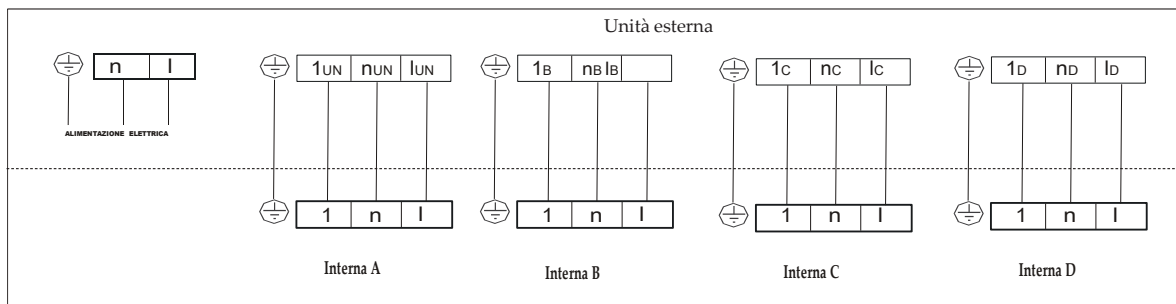 Unità esterna
n l
1UN nUN lUN
1B nB lB
1C nC lC
1D nD lD
ALIMENTAZIONE ELETTRICA
1 n l
1 n l
1 n l
1 n l
Interna A
Interna B
Interna C
Interna D